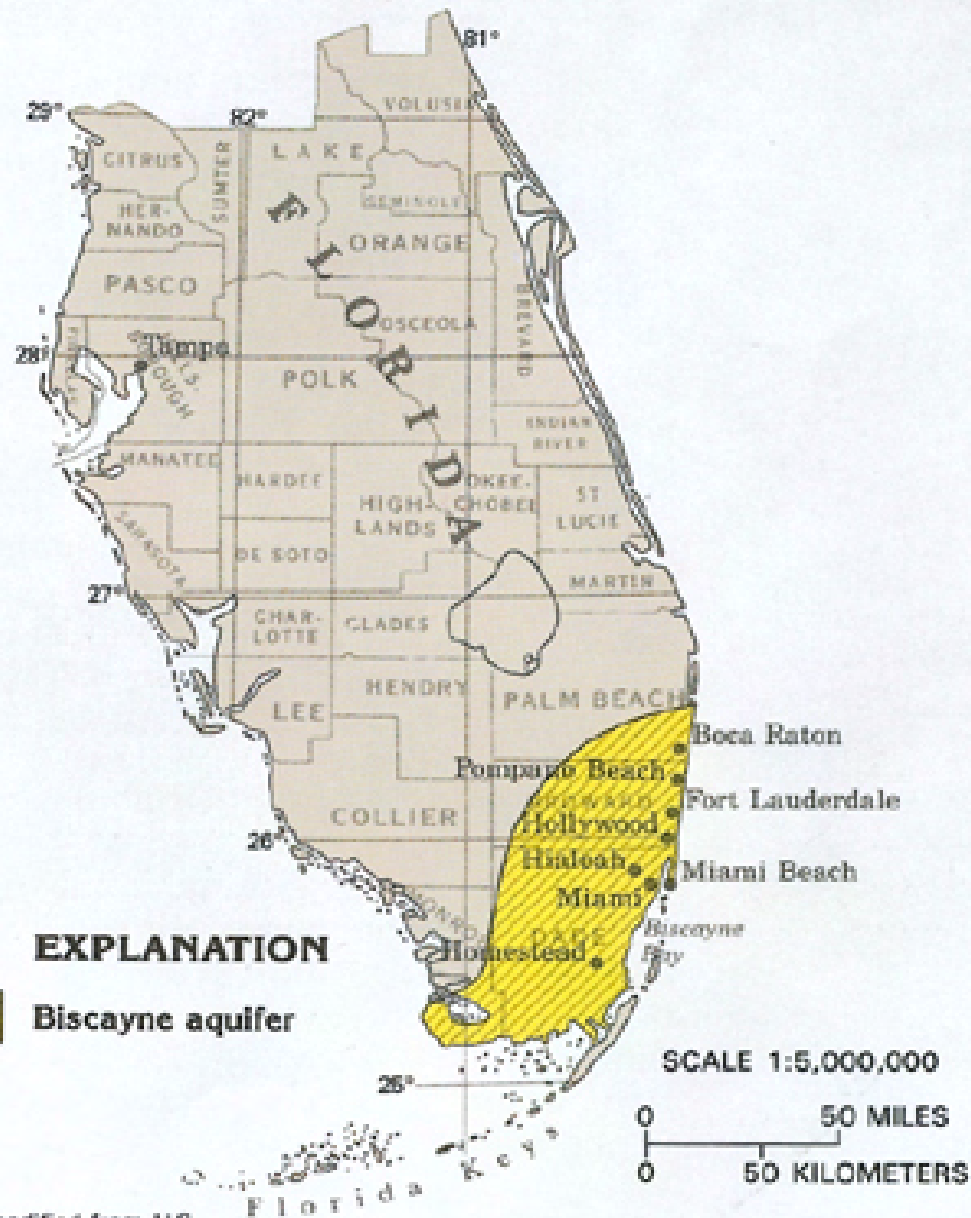 81°
VOLUSIA
29°
82°
LAKE
CITRUS
SUMTER
SEMINOLE
HER-
NANDO
ORANGE
FLORIDA
PASCO
BREVARD
OSCEOLA
28°
Tampa
POLK
INDIAN
RIVER
MANATEE
HARDEE
OKEE-
CHOBEE
HIGH-
LANDS
ST
LUCIE
SARASOTA
DE SOTO
MARTIN
27°
CHAR-
LOTTE
GLADES
HENDRY
PALM BEACH
LEE
Boca Raton
Pompano Beach
BROWARD
Fort Lauderdale
COLLIER
Hollywood
26°
Hialeah
Miami Beach
Miami
MONROE
DADE
Biscayne
Bay
Homestead
EXPLANATION
Biscayne aquifer
SCALE 1:5,000,000
25°
0 50 MILES
0 50 KILOMETERS
Florida Keys